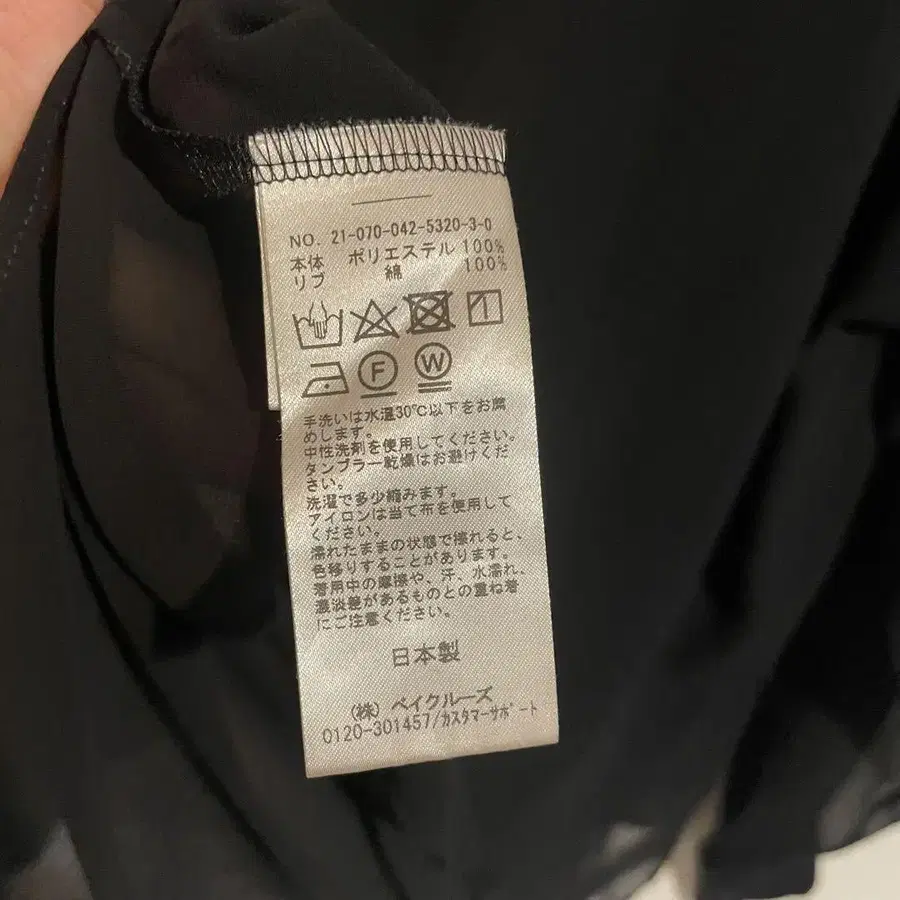 NO. 21-070-042-5320-3-0
本体 ポリエステル 100%
リブ 綿 100%
F W
手洗いは水温30℃以下をお薦
めします。
中性洗剤を使用してください。
タンブラー乾燥はお避けくだ
さい。
洗濯で多少縮みます。
アイロンは当て布を使用して
ください。
濡れたままの状態で擦れると、
色移りすることがあります。
着用中の摩擦や、汗、水濡れ、
濃淡差があるものとの重ね着
にご注意ください。
日本製
(株) ベイクルーズ
0120-301457/カスタマーサポート